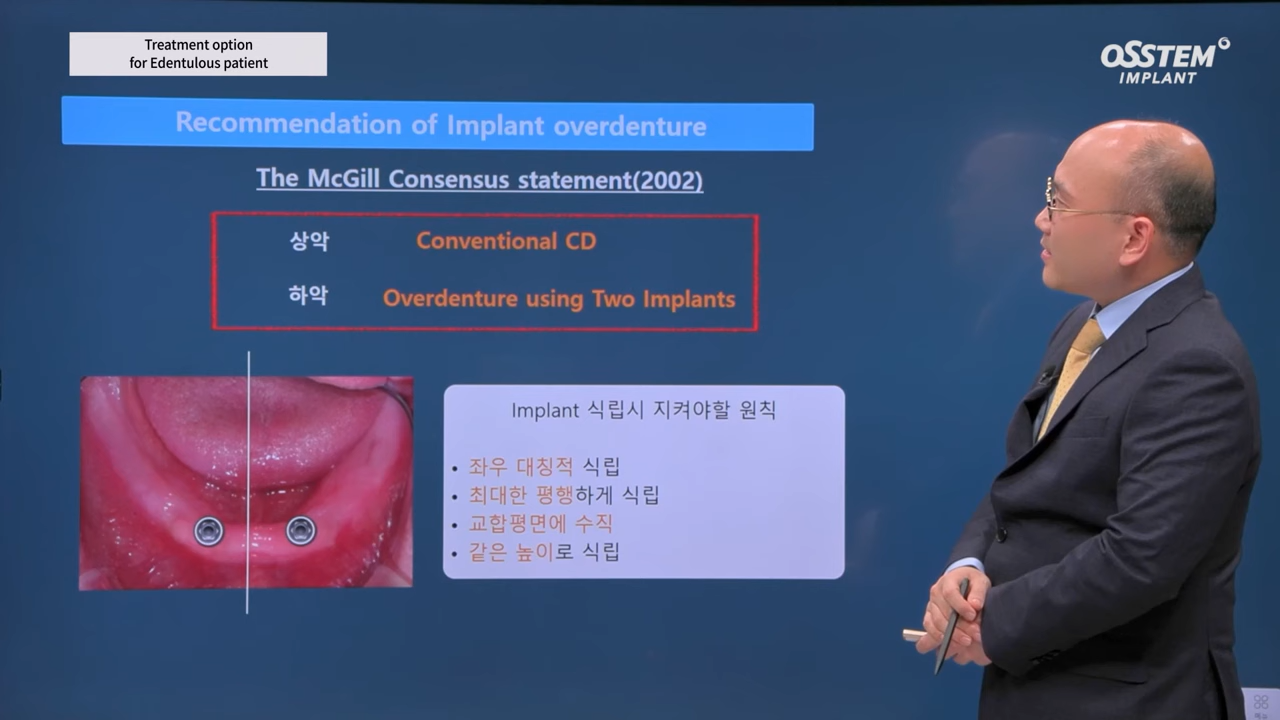 Treatment option
for Edentulous patient
OSSTEM
IMPLANT
Recommendation of Implant overdenture
The McGill Consensus statement(2002)
상악 Conventional CD
하악 Overdenture using Two Implants
Implant 식립시 지켜야할 원칙
• 좌우 대칭적 식립
• 최대한 평행하게 식립
• 교합평면에 수직
• 같은 높이로 식립